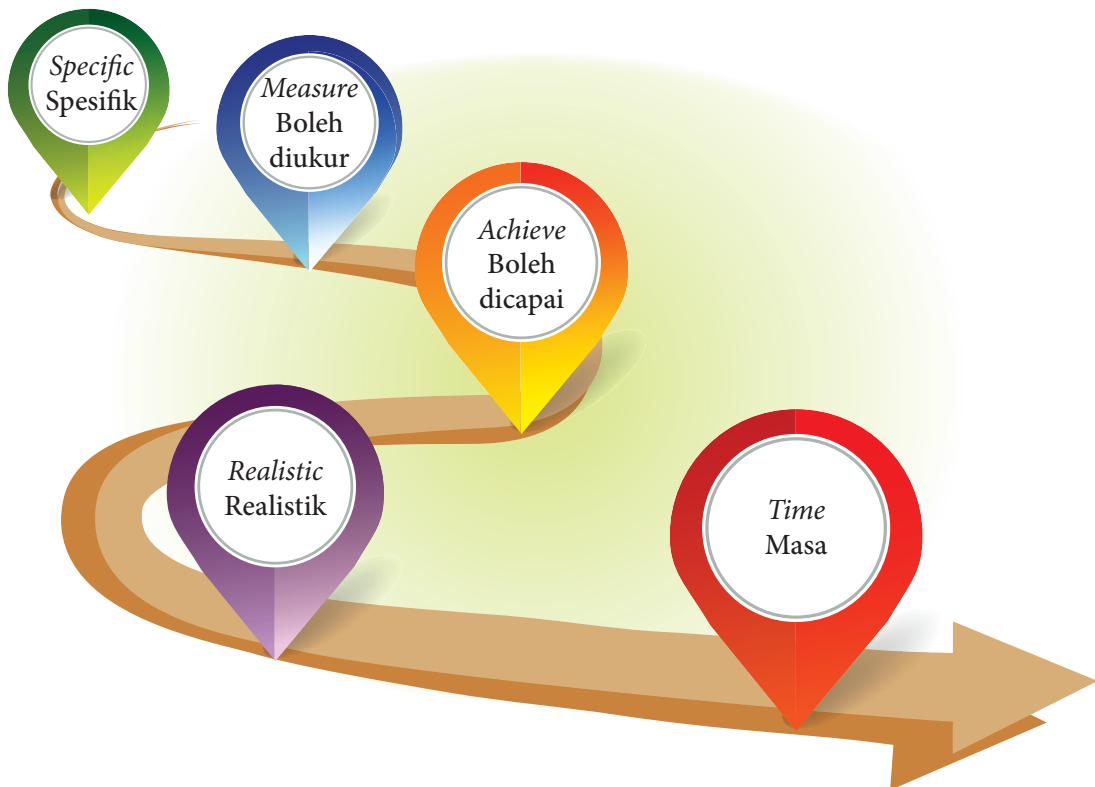 Specific
Spesifik
Measure
Boleh
diukur
Achieve
Boleh
dicapai
Realistic
Realistik
Time
Masa